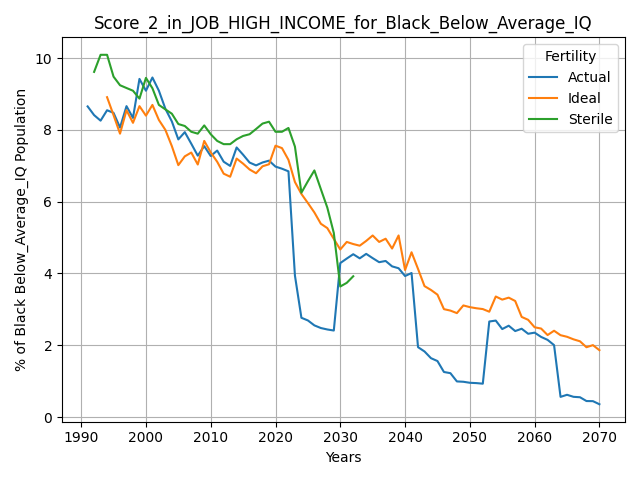 Score_2_in_JOB_HIGH_INCOME_for_Black_Below_Average_IQ
% of Black Below_Average_IQ Population
10
8
6
4
2
0
Fertility
Actual
Ideal
Sterile
1990 2000 2010 2020 2030 2040 2050 2060 2070
Years